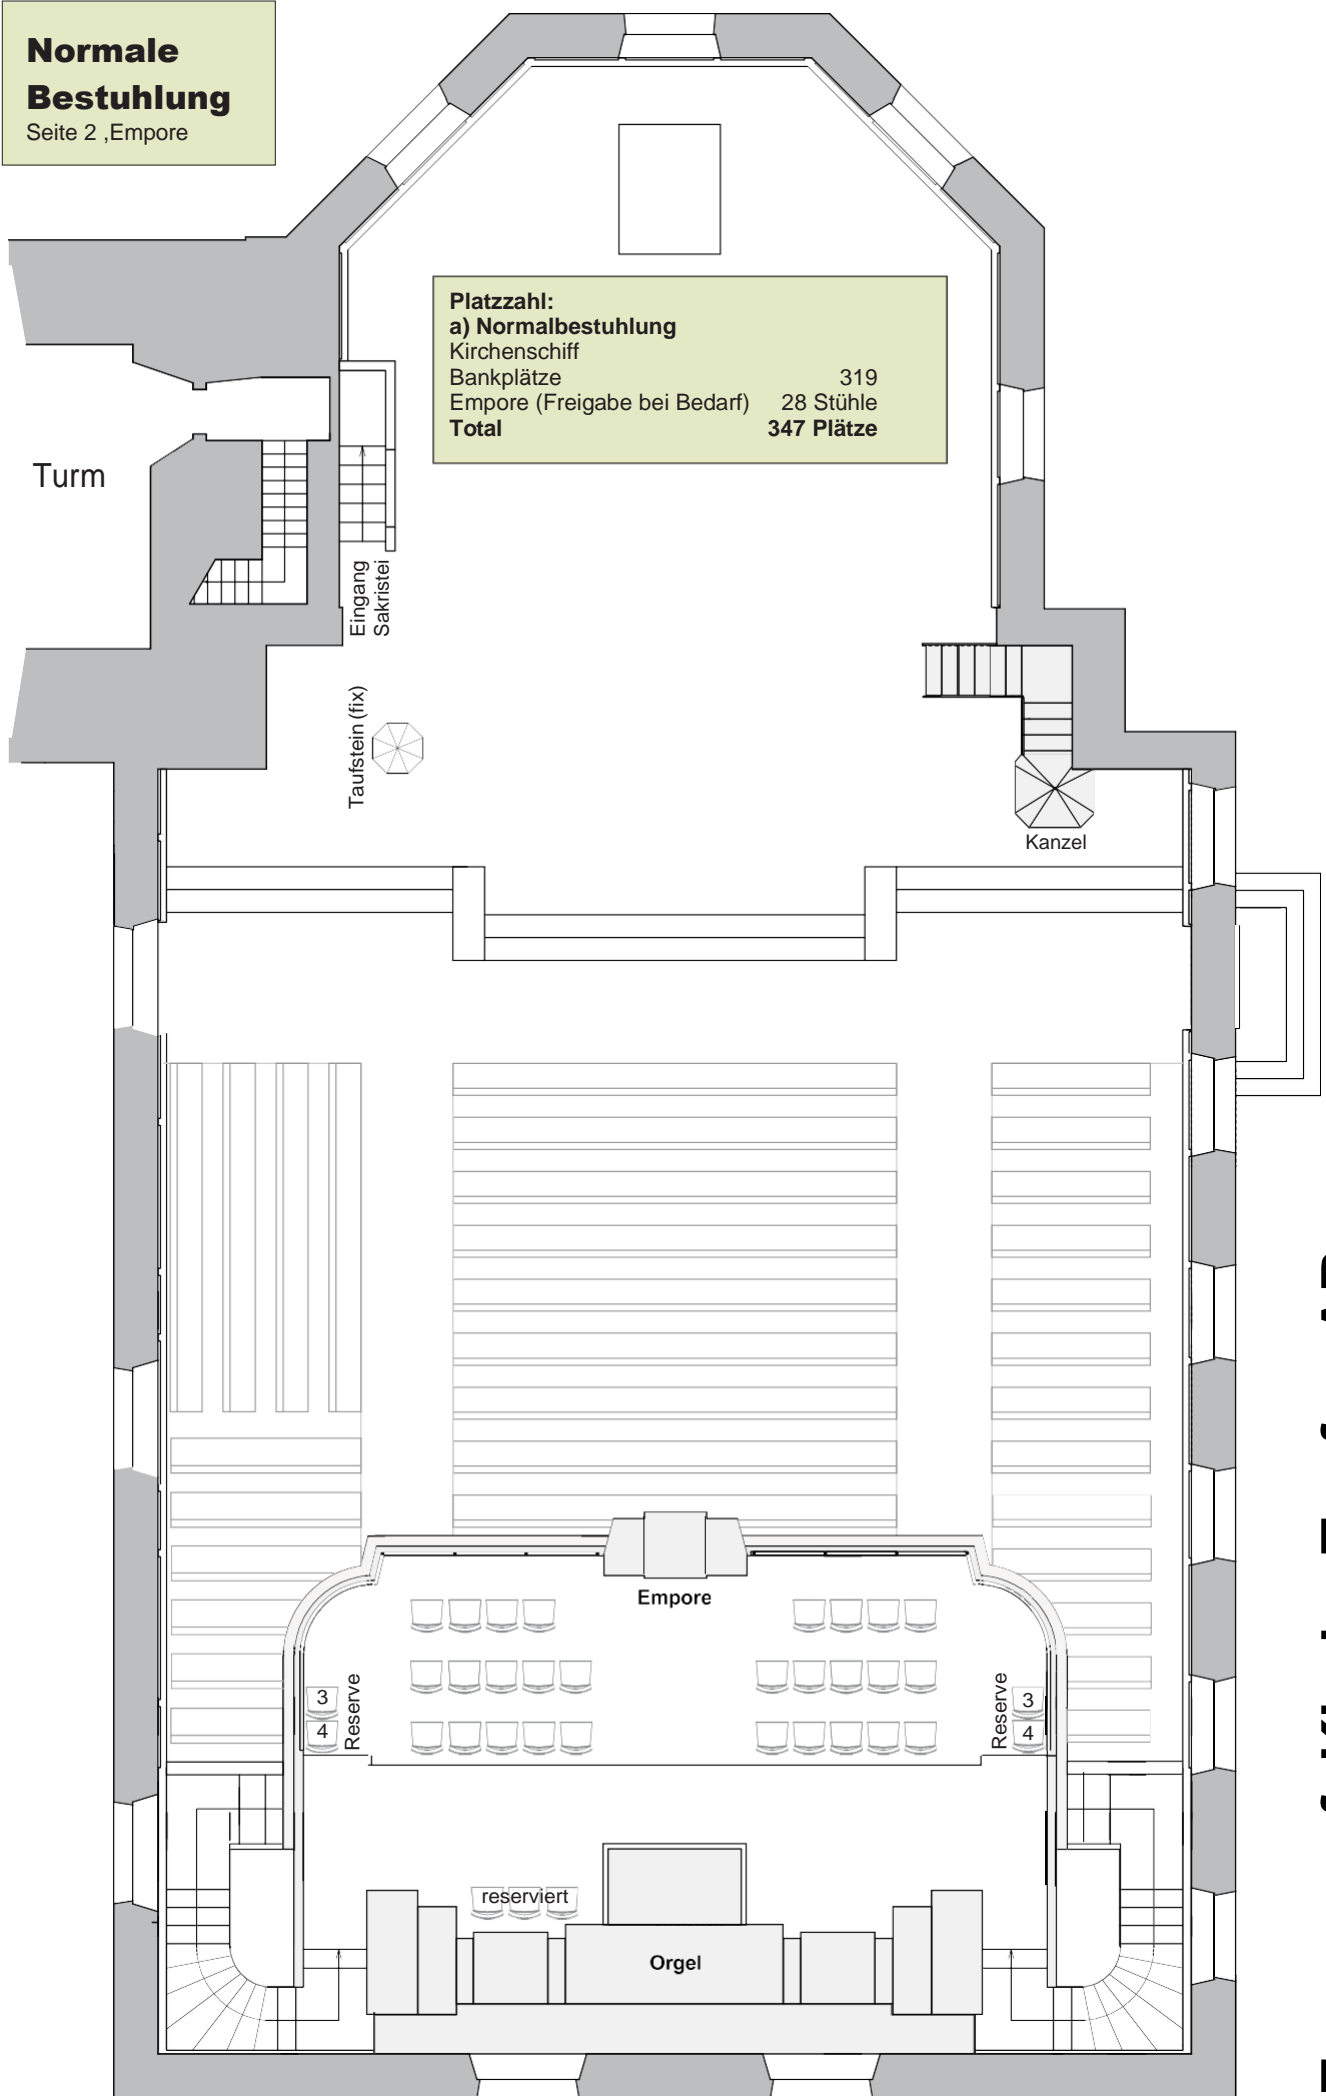 Normale
Bestuhlung
Seite 2 ,Empore
Platzzahl:
a) Normalbestuhlung
Kirchenschiff
Bankplätze 319
Empore (Freigabe bei Bedarf) 28 Stühle
Total 347 Plätze
Turm
Eingang
Sakristei
Taufstein (fix)
Kanzel
Empore
3
4
Reserve
Reserve
3
4
reserviert
Orgel